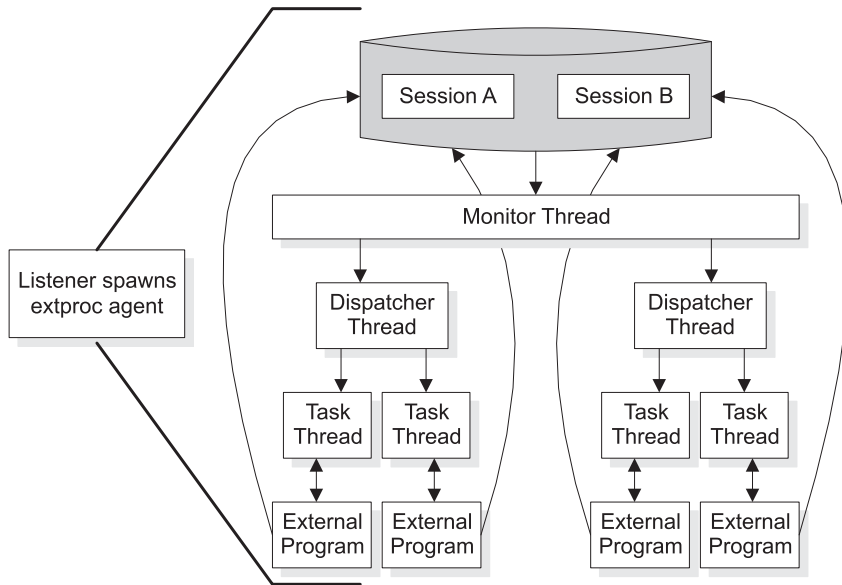 Session A
Session B
Monitor Thread
Listener spawns
extproc agent
Dispatcher
Thread
Dispatcher
Thread
Task
Thread
Task
Thread
Task
Thread
Task
Thread
External
Program
External
Program
External
Program
External
Program